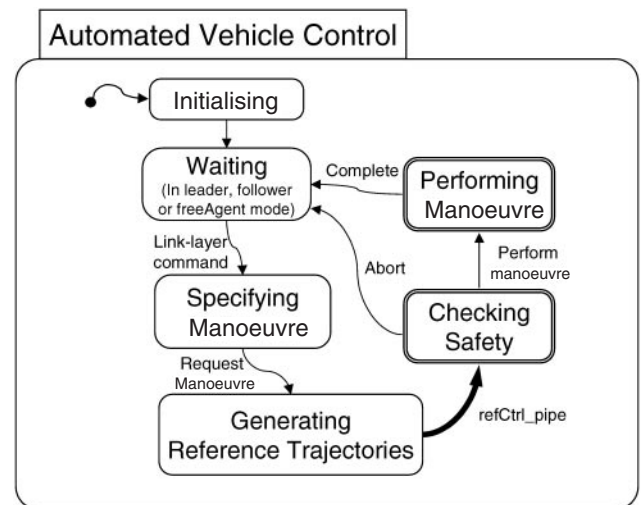 Automated Vehicle Control
Initialising
Waiting
(In leader, follower
or freeAgent mode)
Complete
Performing
Manoeuvre
Link-layer
command
Abort
Perform
manoeuvre
Specifying
Manoeuvre
Checking
Safety
Request
Manoeuvre
Generating
Reference Trajectories
refCtrl_pipe